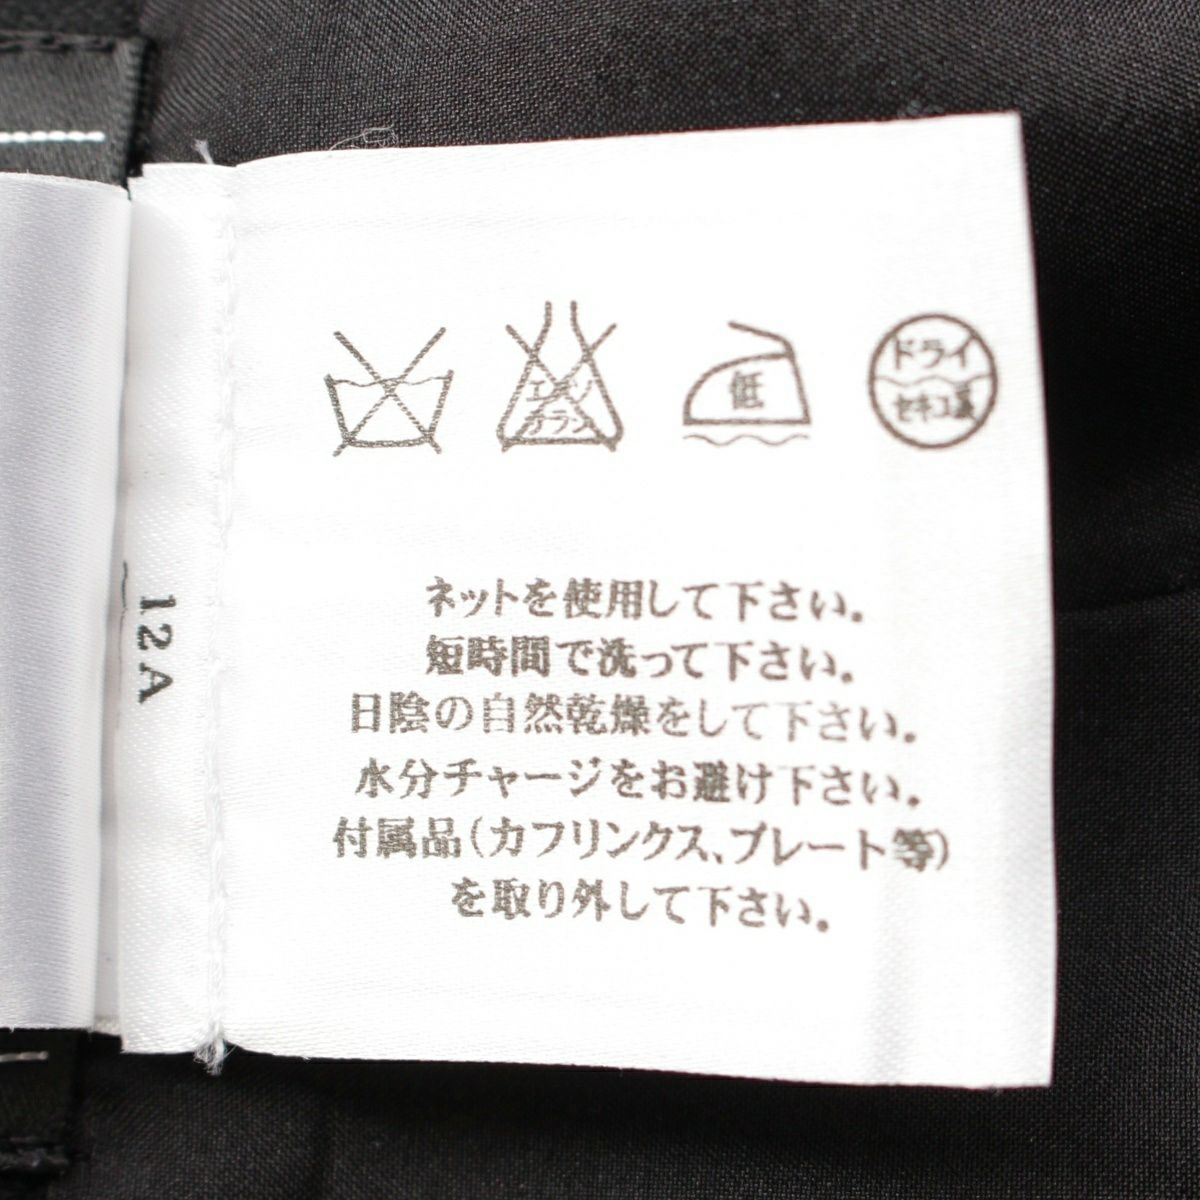 エンソ
サラシ
低
ドライ
セキユ系
ネットを使用して下さい。
短時間で洗って下さい。
日陰の自然乾燥をして下さい。
水分チャージをお避け下さい。
付属品(カフリンクス、プレート等)
を取り外して下さい。
12A